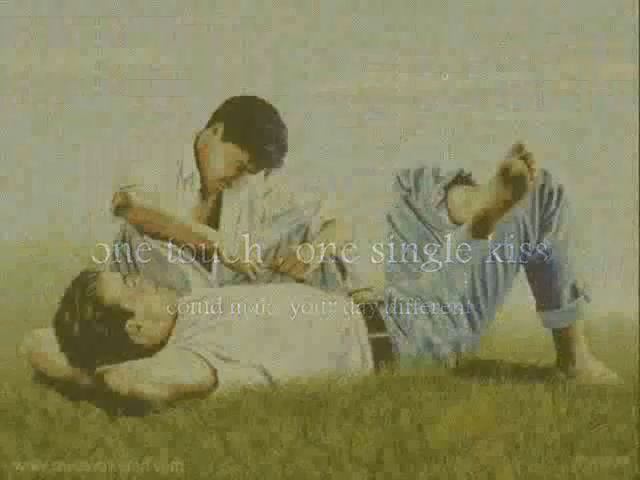 one touch , one single kiss
could make your day different